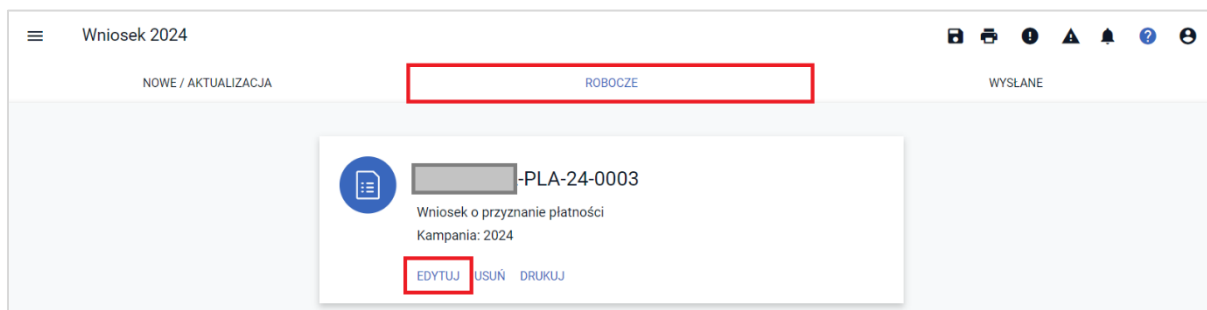 Wniosek 2024
NOWE / AKTUALIZACJA ROBOCZE WYSŁANE
-PLA-24-0003
Wniosek o przyznanie płatności
Kampania: 2024
EDYTUJ USUŃ DRUKUJ